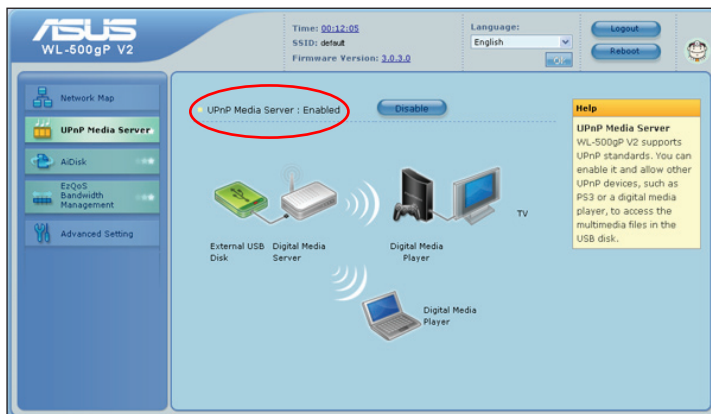 ASUS
WL-500gP V2
Time: 00:12:05
SSID: default
Firmware Version: 3.0.3.0
Language:
English
OK
Logout
Reboot
Network Map
UPnP Media Server
AiDisk
EzQoS
Bandwidth
Management
Advanced Setting
UPnP Media Server : Enabled
Disable
External USB
Disk
Digital Media
Server
Digital Media
Player
TV
Digital Media
Player
Help
UPnP Media Server
WL-500gP V2 supports
UPnP standards. You can
enable it and allow other
UPnP devices, such as
PS3 or a digital media
player, to access the
multimedia files in the
USB disk.